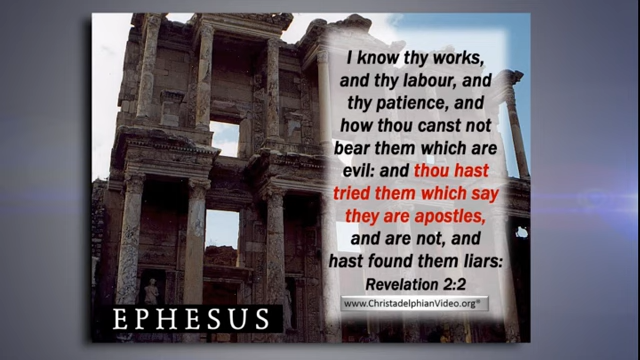 I know thy works,
and thy labour, and
thy patience, and
how thou canst not
bear them which are
evil: and thou hast
tried them which say
they are apostles,
and are not, and
hast found them liars:
Revelation 2:2
www.ChristadelphianVideo.org®
EPHESUS